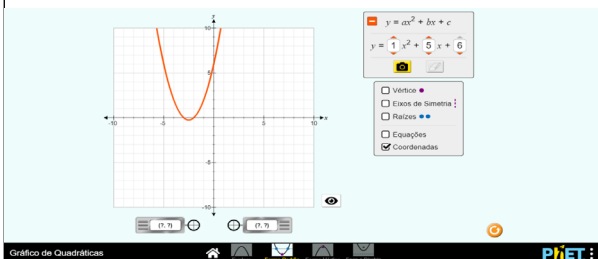 y
10
5
-10
-5
5
10
x
-5
-10
y = ax² + bx + c
y = 1 x² + 5 x + 6
Vértice
Eixos de Simetria
Raízes
Equações
Coordenadas
(?, ?)
(?, ?)
Gráfico de Quadráticas
PhET